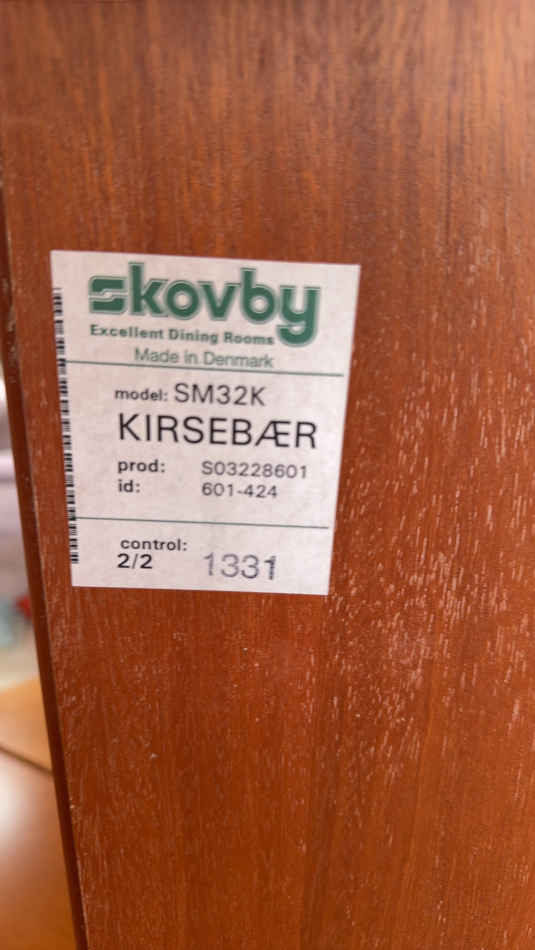 skovby
Excellent Dining Rooms
Made in Denmark
model: SM32K
KIRSEBÆR
prod: S03228601
id: 601-424
control:
2/2 1331